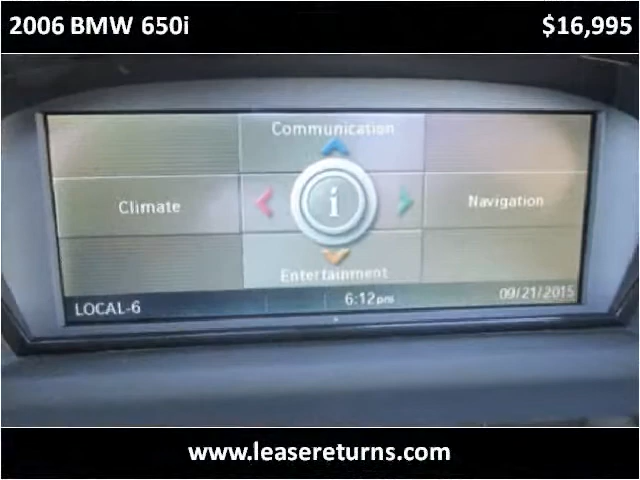 2006 BMW 650i
$16,995
Communication
Climate
i
Navigation
Entertainment
LOCAL-6
6:12pm
09/21/2015
www.leasereturns.com